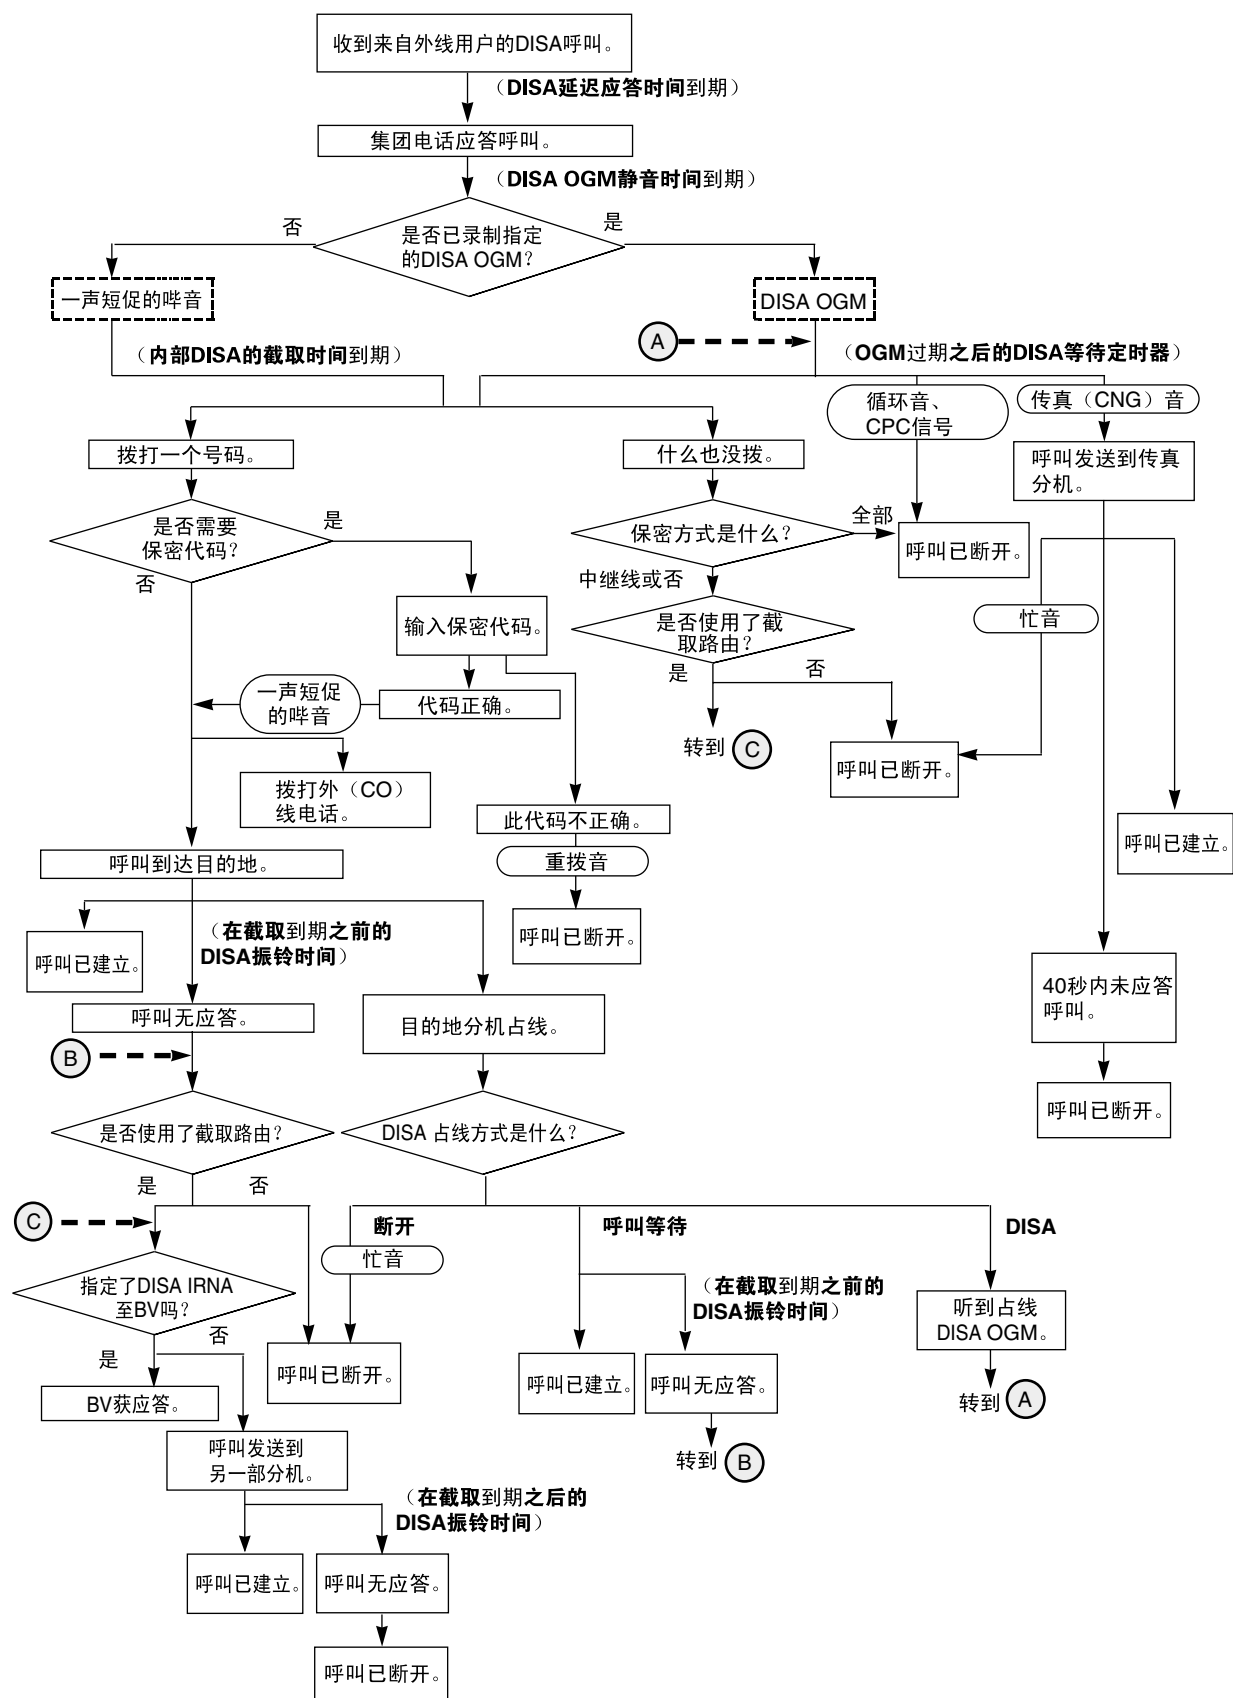 收到来自外线用户的DISA呼叫。
（DISA延迟应答时间到期）
集团电话应答呼叫。
（DISA OGM静音时间到期）
否
是
是否已录制指定
的DISA OGM?
一声短促的哔音
DISA OGM
A
（内部DISA的截取时间到期）
（OGM过期之后的DISA等待定时器）
循环音、
CPC信号
传真（CNG）音
拨打一个号码。
什么也没拨。
呼叫发送到传真
分机。
是否需要
保密代码?
是
否
保密方式是什么?
全部
呼叫已断开。
中继线或否
输入保密代码。
是否使用了截
取路由?
忙音
是
否
一声短促
的哔音
代码正确。
转到 C
呼叫已断开。
拨打外（CO）
线电话。
此代码不正确。
呼叫已建立。
呼叫到达目的地。
重拨音
（在截取到期之前的
DISA振铃时间）
呼叫已建立。
呼叫已断开。
40秒内未应答
呼叫。
呼叫无应答。
目的地分机占线。
B
呼叫已断开。
是否使用了截取路由?
DISA 占线方式是什么?
是
否
C
断开
呼叫等待
DISA
忙音
指定了DISA IRNA
至BV吗?
（在截取到期之前的
DISA振铃时间）
听到占线
DISA OGM。
否
是
呼叫已断开。
呼叫已建立。
呼叫无应答。
BV获应答。
转到 A
呼叫发送到
另一部分机。
转到 B
（在截取到期之后的
DISA振铃时间）
呼叫已建立。
呼叫无应答。
呼叫已断开。